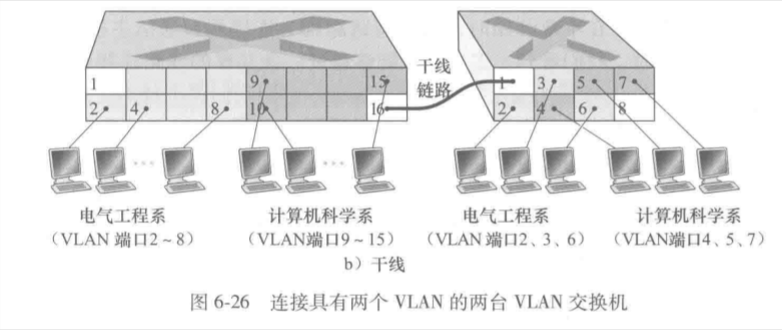 1 9 15 干线 1 3 5 7
2 4 8 10 16 链路 2 4 6 8
电气工程系 计算机科学系 电气工程系 计算机科学系
（VLAN 端口2～8） （VLAN端口9～15） （VLAN 端口2、3、6） （VLAN端口4、5、7）
b）干线
图 6-26 连接具有两个 VLAN 的两台 VLAN 交换机